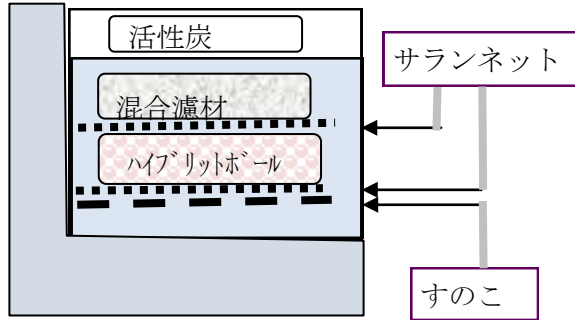 活性炭
サランネット
混合濾材
ハイブリットボール
すのこ